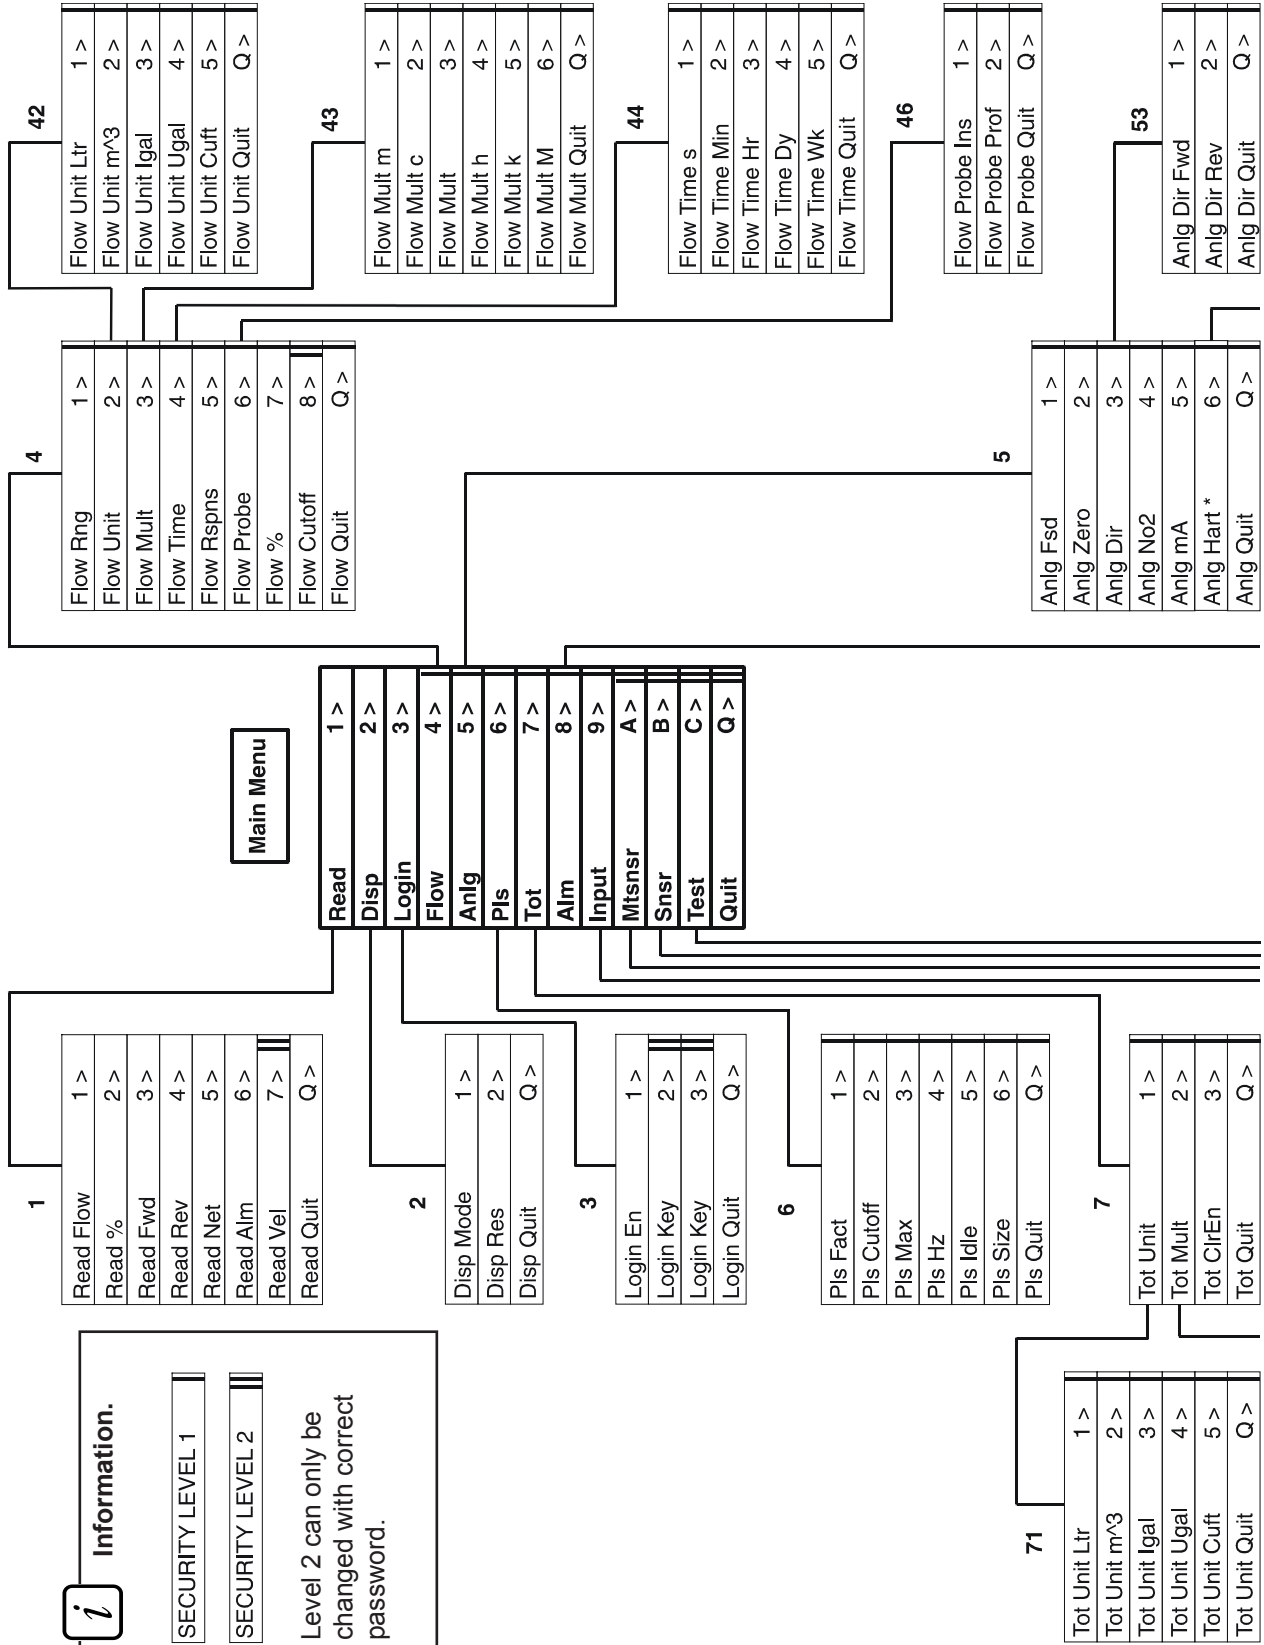 i Information.
SECURITY LEVEL 1
SECURITY LEVEL 2
Level 2 can only be
changed with correct
password.
Main Menu
Read 1 >
Disp 2 >
Login 3 >
Flow 4 >
Anlg 5 >
Pls 6 >
Tot 7 >
Alm 8 >
Input 9 >
Mtsnsr A >
Snsr B >
Test C >
Quit Q >
1
Read Flow 1 >
Read % 2 >
Read Fwd 3 >
Read Rev 4 >
Read Net 5 >
Read Alm 6 >
Read Vel 7 >
Read Quit Q >
2
Disp Mode 1 >
Disp Res 2 >
Disp Quit Q >
3
Login En 1 >
Login Key 2 >
Login Key 3 >
Login Quit Q >
6
Pls Fact 1 >
Pls Cutoff 2 >
Pls Max 3 >
Pls Hz 4 >
Pls Idle 5 >
Pls Size 6 >
Pls Quit Q >
7
Tot Unit 1 >
Tot Mult 2 >
Tot ClrEn 3 >
Tot Quit Q >
71
Tot Unit Ltr 1 >
Tot Unit m^3 2 >
Tot Unit Igal 3 >
Tot Unit Ugal 4 >
Tot Unit Cuft 5 >
Tot Unit Quit Q >
4
Flow Rng 1 >
Flow Unit 2 >
Flow Mult 3 >
Flow Time 4 >
Flow Rspns 5 >
Flow Probe 6 >
Flow % 7 >
Flow Cutoff 8 >
Flow Quit Q >
5
Anlg Fsd 1 >
Anlg Zero 2 >
Anlg Dir 3 >
Anlg No2 4 >
Anlg mA 5 >
Anlg Hart * 6 >
Anlg Quit Q >
42
Flow Unit Ltr 1 >
Flow Unit m^3 2 >
Flow Unit Igal 3 >
Flow Unit Ugal 4 >
Flow Unit Cuft 5 >
Flow Unit Quit Q >
43
Flow Mult m 1 >
Flow Mult c 2 >
Flow Mult 3 >
Flow Mult h 4 >
Flow Mult k 5 >
Flow Mult M 6 >
Flow Mult Quit Q >
44
Flow Time s 1 >
Flow Time Min 2 >
Flow Time Hr 3 >
Flow Time Dy 4 >
Flow Time Wk 5 >
Flow Time Quit Q >
46
Flow Probe Ins 1 >
Flow Probe Prof 2 >
Flow Probe Quit Q >
53
Anlg Dir Fwd 1 >
Anlg Dir Rev 2 >
Anlg Dir Quit Q >